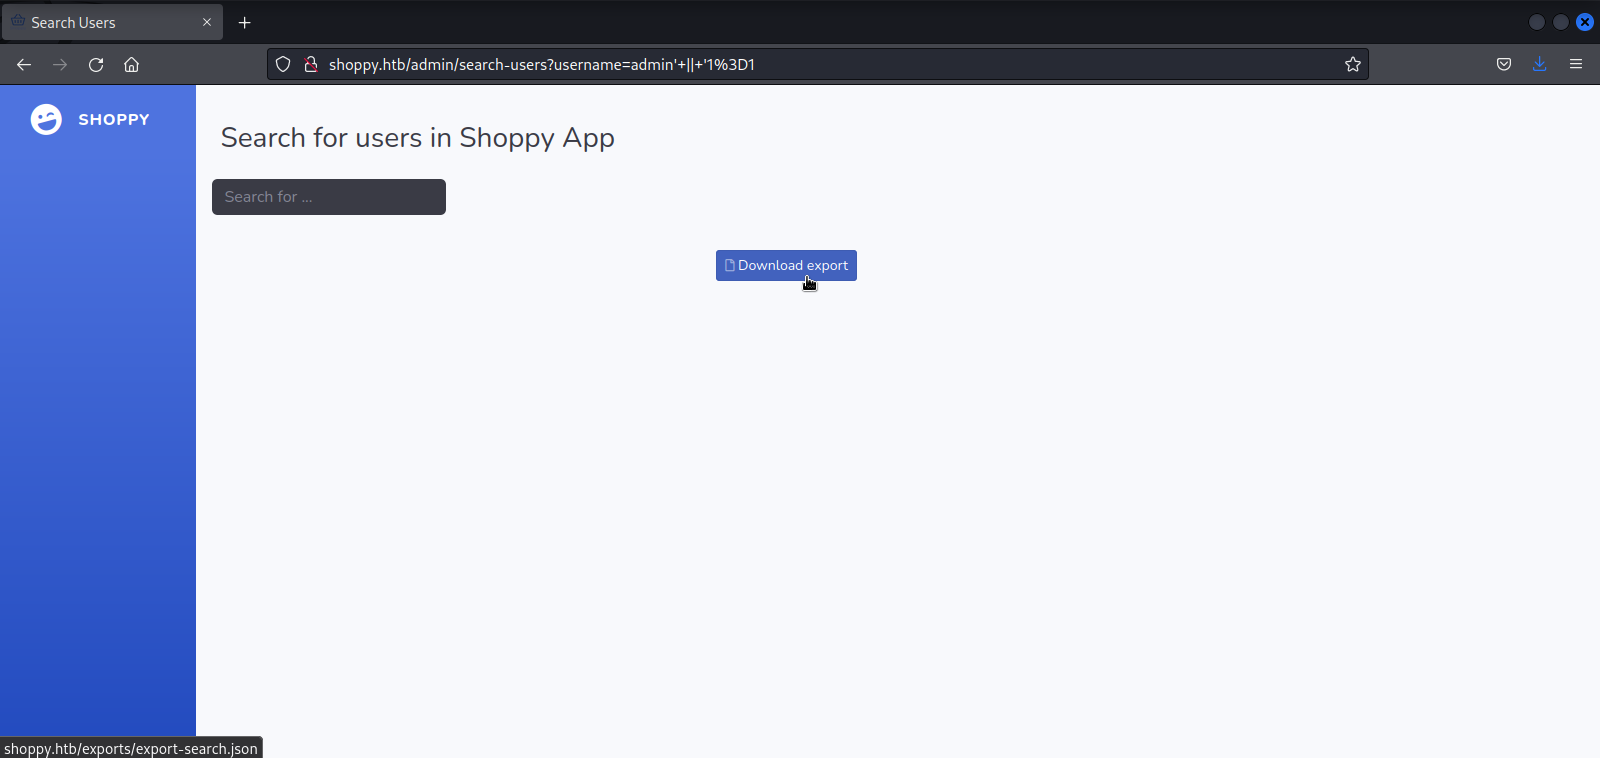 Search Users
shoppy.htb/admin/search-users?username=admin'+||+'1%3D1
SHOPPY
Search for users in Shoppy App
Search for ...
Download export
shoppy.htb/exports/export-search.json